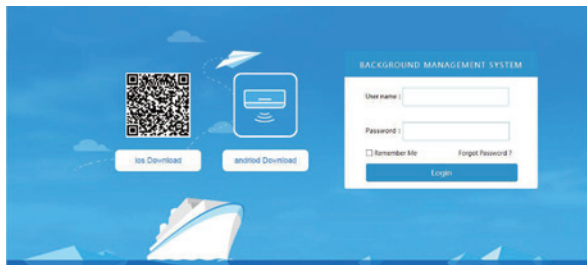 BACKGROUND MANAGEMENT SYSTEM
User name :
Password :
Remember Me
Forgot Password ?
Login
ios Download
andriod Download